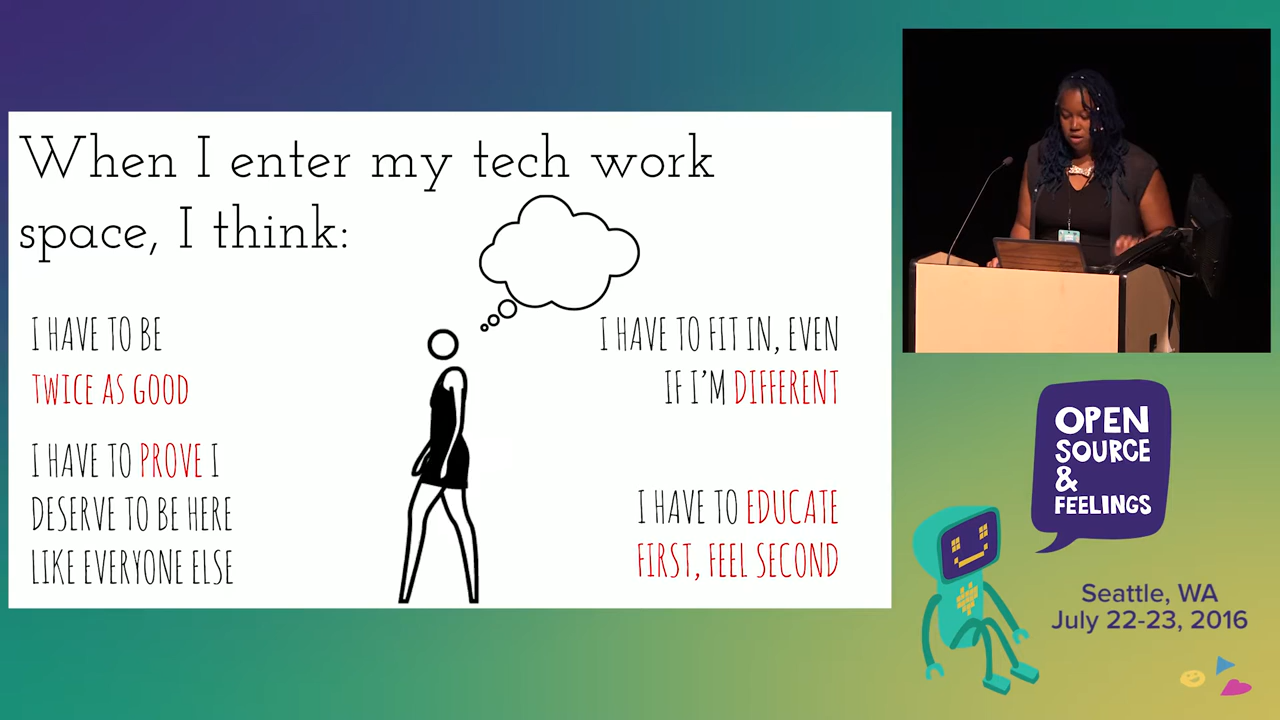 When I enter my tech work
space, I think:
I HAVE TO BE
TWICE AS GOOD
I HAVE TO PROVE I
DESERVE TO BE HERE
LIKE EVERYONE ELSE
I HAVE TO FIT IN, EVEN
IF I'M DIFFERENT
I HAVE TO EDUCATE
FIRST, FEEL SECOND
OPEN
SOURCE
&
FEELINGS
Seattle, WA
July 22-23, 2016